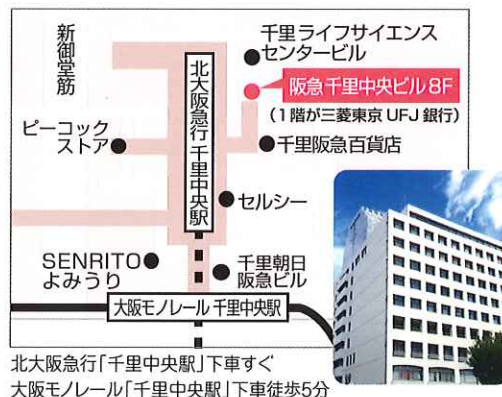 新御堂筋
千里ライフサイエンス
センタービル
阪急 千里中央ビル 8F
(1階が三菱東京UFJ銀行)
北大阪急行 千里中央駅
ピーコック
ストア
千里阪急百貨店
セルシー
SENRITO
よみうり
千里朝日
阪急ビル
大阪モノレール 千里中央駅
北大阪急行「千里中央駅」下車すぐ
大阪モノレール「千里中央駅」下車徒歩5分